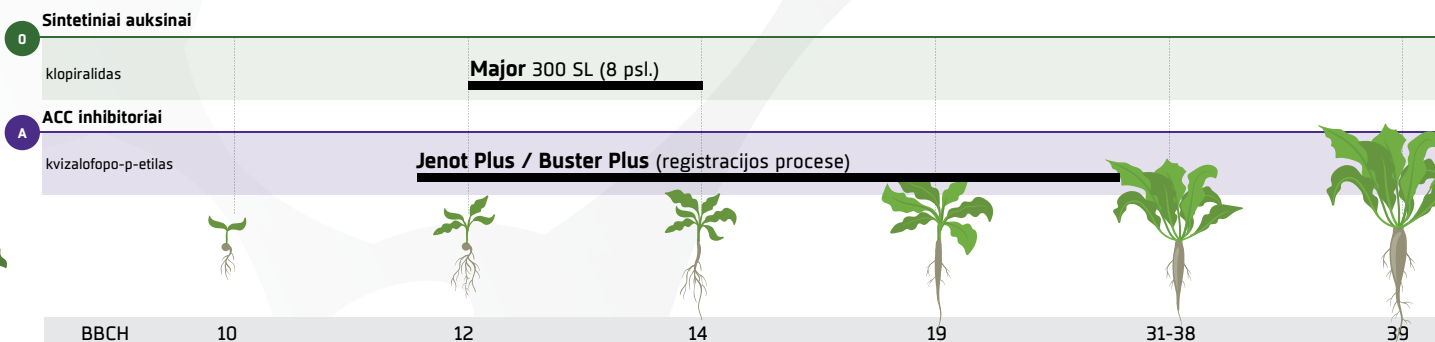 Sintetiniai auksinai
O
klopiralidas
Major 300 SL (8 psl.)
ACC inhibitoriai
A
kvizalofopo-p-etilas
Jenot Plus / Buster Plus (registracijos procese)
BBCH 10 12 14 19 31-38 39